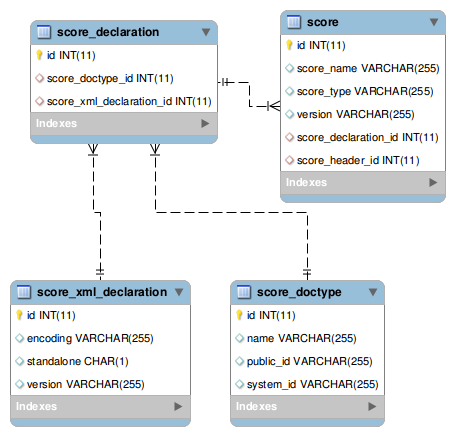 score_declaration
id INT(11)
score_doctype_id INT(11)
score_xml_declaration_id INT(11)
Indexes
score
id INT(11)
score_name VARCHAR(255)
score_type VARCHAR(255)
version VARCHAR(255)
score_declaration_id INT(11)
score_header_id INT(11)
Indexes
score_xml_declaration
id INT(11)
encoding VARCHAR(255)
standalone CHAR(1)
version VARCHAR(255)
Indexes
score_doctype
id INT(11)
name VARCHAR(255)
public_id VARCHAR(255)
system_id VARCHAR(255)
Indexes